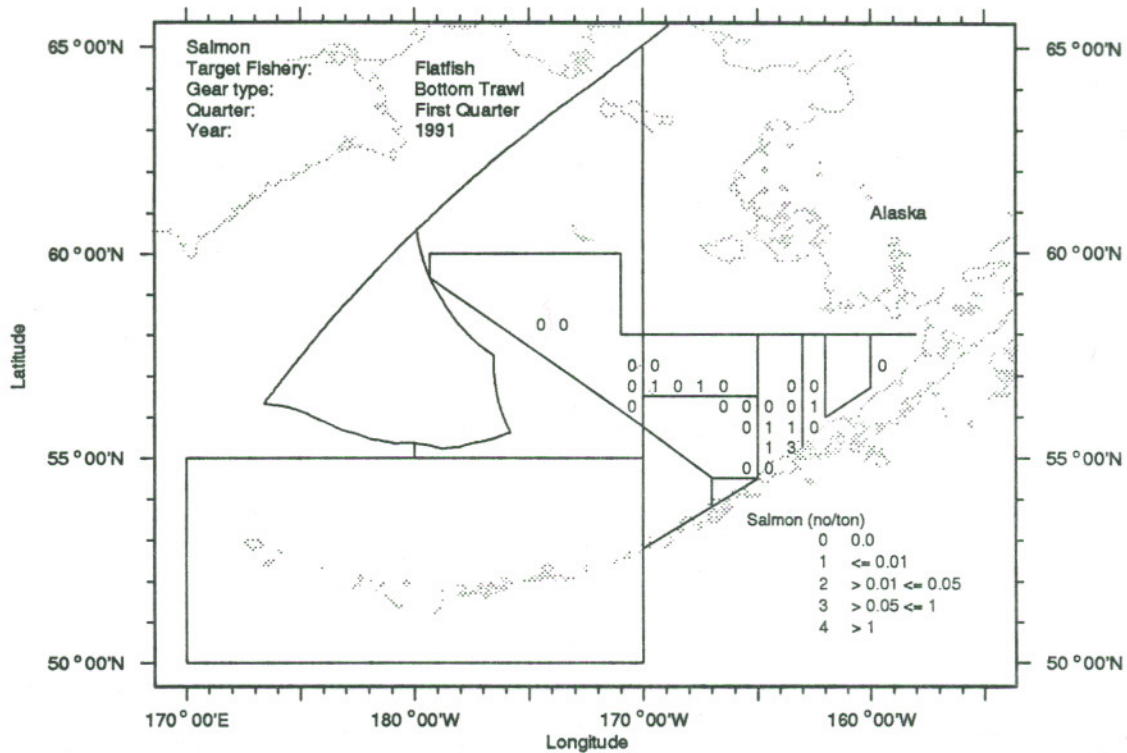 65°00'N 65°00'N
Salmon
Target Fishery: Flatfish
Gear type: Bottom Trawl
Quarter: First Quarter
Year: 1991
Alaska
60°00'N 60°00'N
0 0
0 0 0
0 1 0 1 0 0 0
0 0 0 0 0 1
0 1 1 0
1 3
55°00'N 0 0 55°00'N
Salmon (no/ton)
0 0.0
1 <= 0.01
2 > 0.01 <= 0.05
3 > 0.05 <= 1
4 > 1
50°00'N 50°00'N
170°00'E 180°00'W 170°00'W 160°00'W
Longitude
Latitude